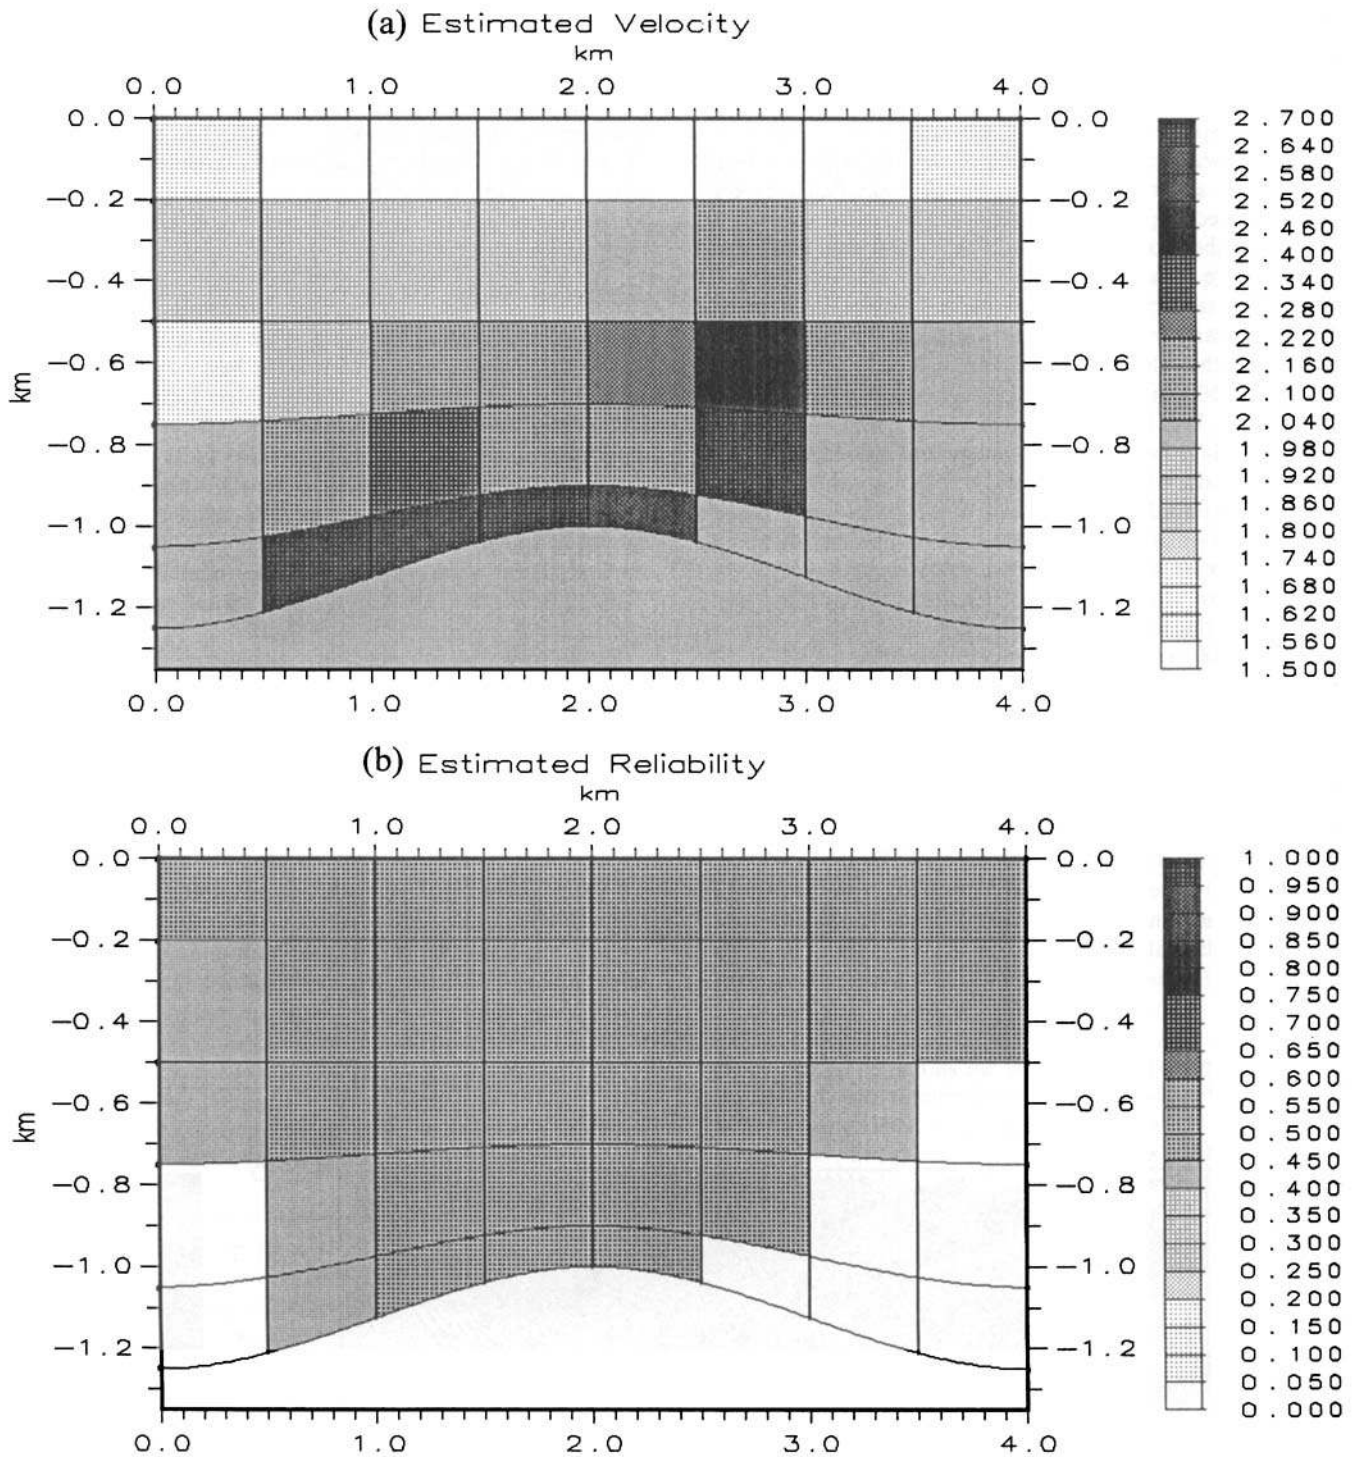 (a) Estimated Velocity
km
0.0 1.0 2.0 3.0 4.0
0.0 0.0 2.700
2.640
2.580
-0.2 -0.2 2.520
2.460
2.400
-0.4 -0.4 2.340
2.280
2.220
-0.6 -0.6 2.160
km 2.100
2.040
-0.8 -0.8 1.980
1.920
1.860
-1.0 -1.0 1.800
1.740
1.680
-1.2 -1.2 1.620
1.560
1.500
0.0 1.0 2.0 3.0 4.0
(b) Estimated Reliability
km
0.0 1.0 2.0 3.0 4.0
0.0 0.0 1.000
0.950
0.900
-0.2 -0.2 0.850
0.800
0.750
-0.4 -0.4 0.700
0.650
0.600
-0.6 -0.6 0.550
km 0.500
0.450
-0.8 -0.8 0.400
0.350
0.300
-1.0 -1.0 0.250
0.200
0.150
-1.2 -1.2 0.100
0.050
0.000
0.0 1.0 2.0 3.0 4.0